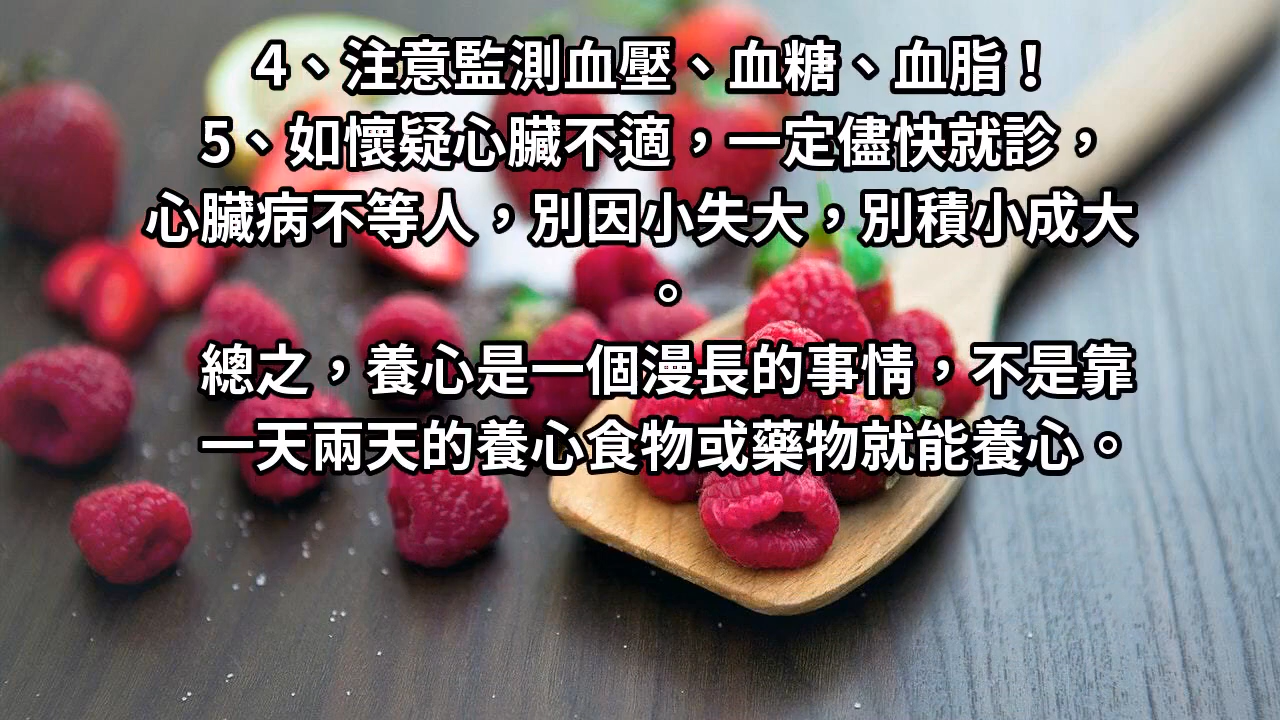 4、注意監測血壓、血糖、血脂！
5、如懷疑心臟不適，一定儘快就診，
心臟病不等人，別因小失大，別積小成大
。
總之，養心是一個漫長的事情，不是靠
一天兩天的養心食物或藥物就能養心。